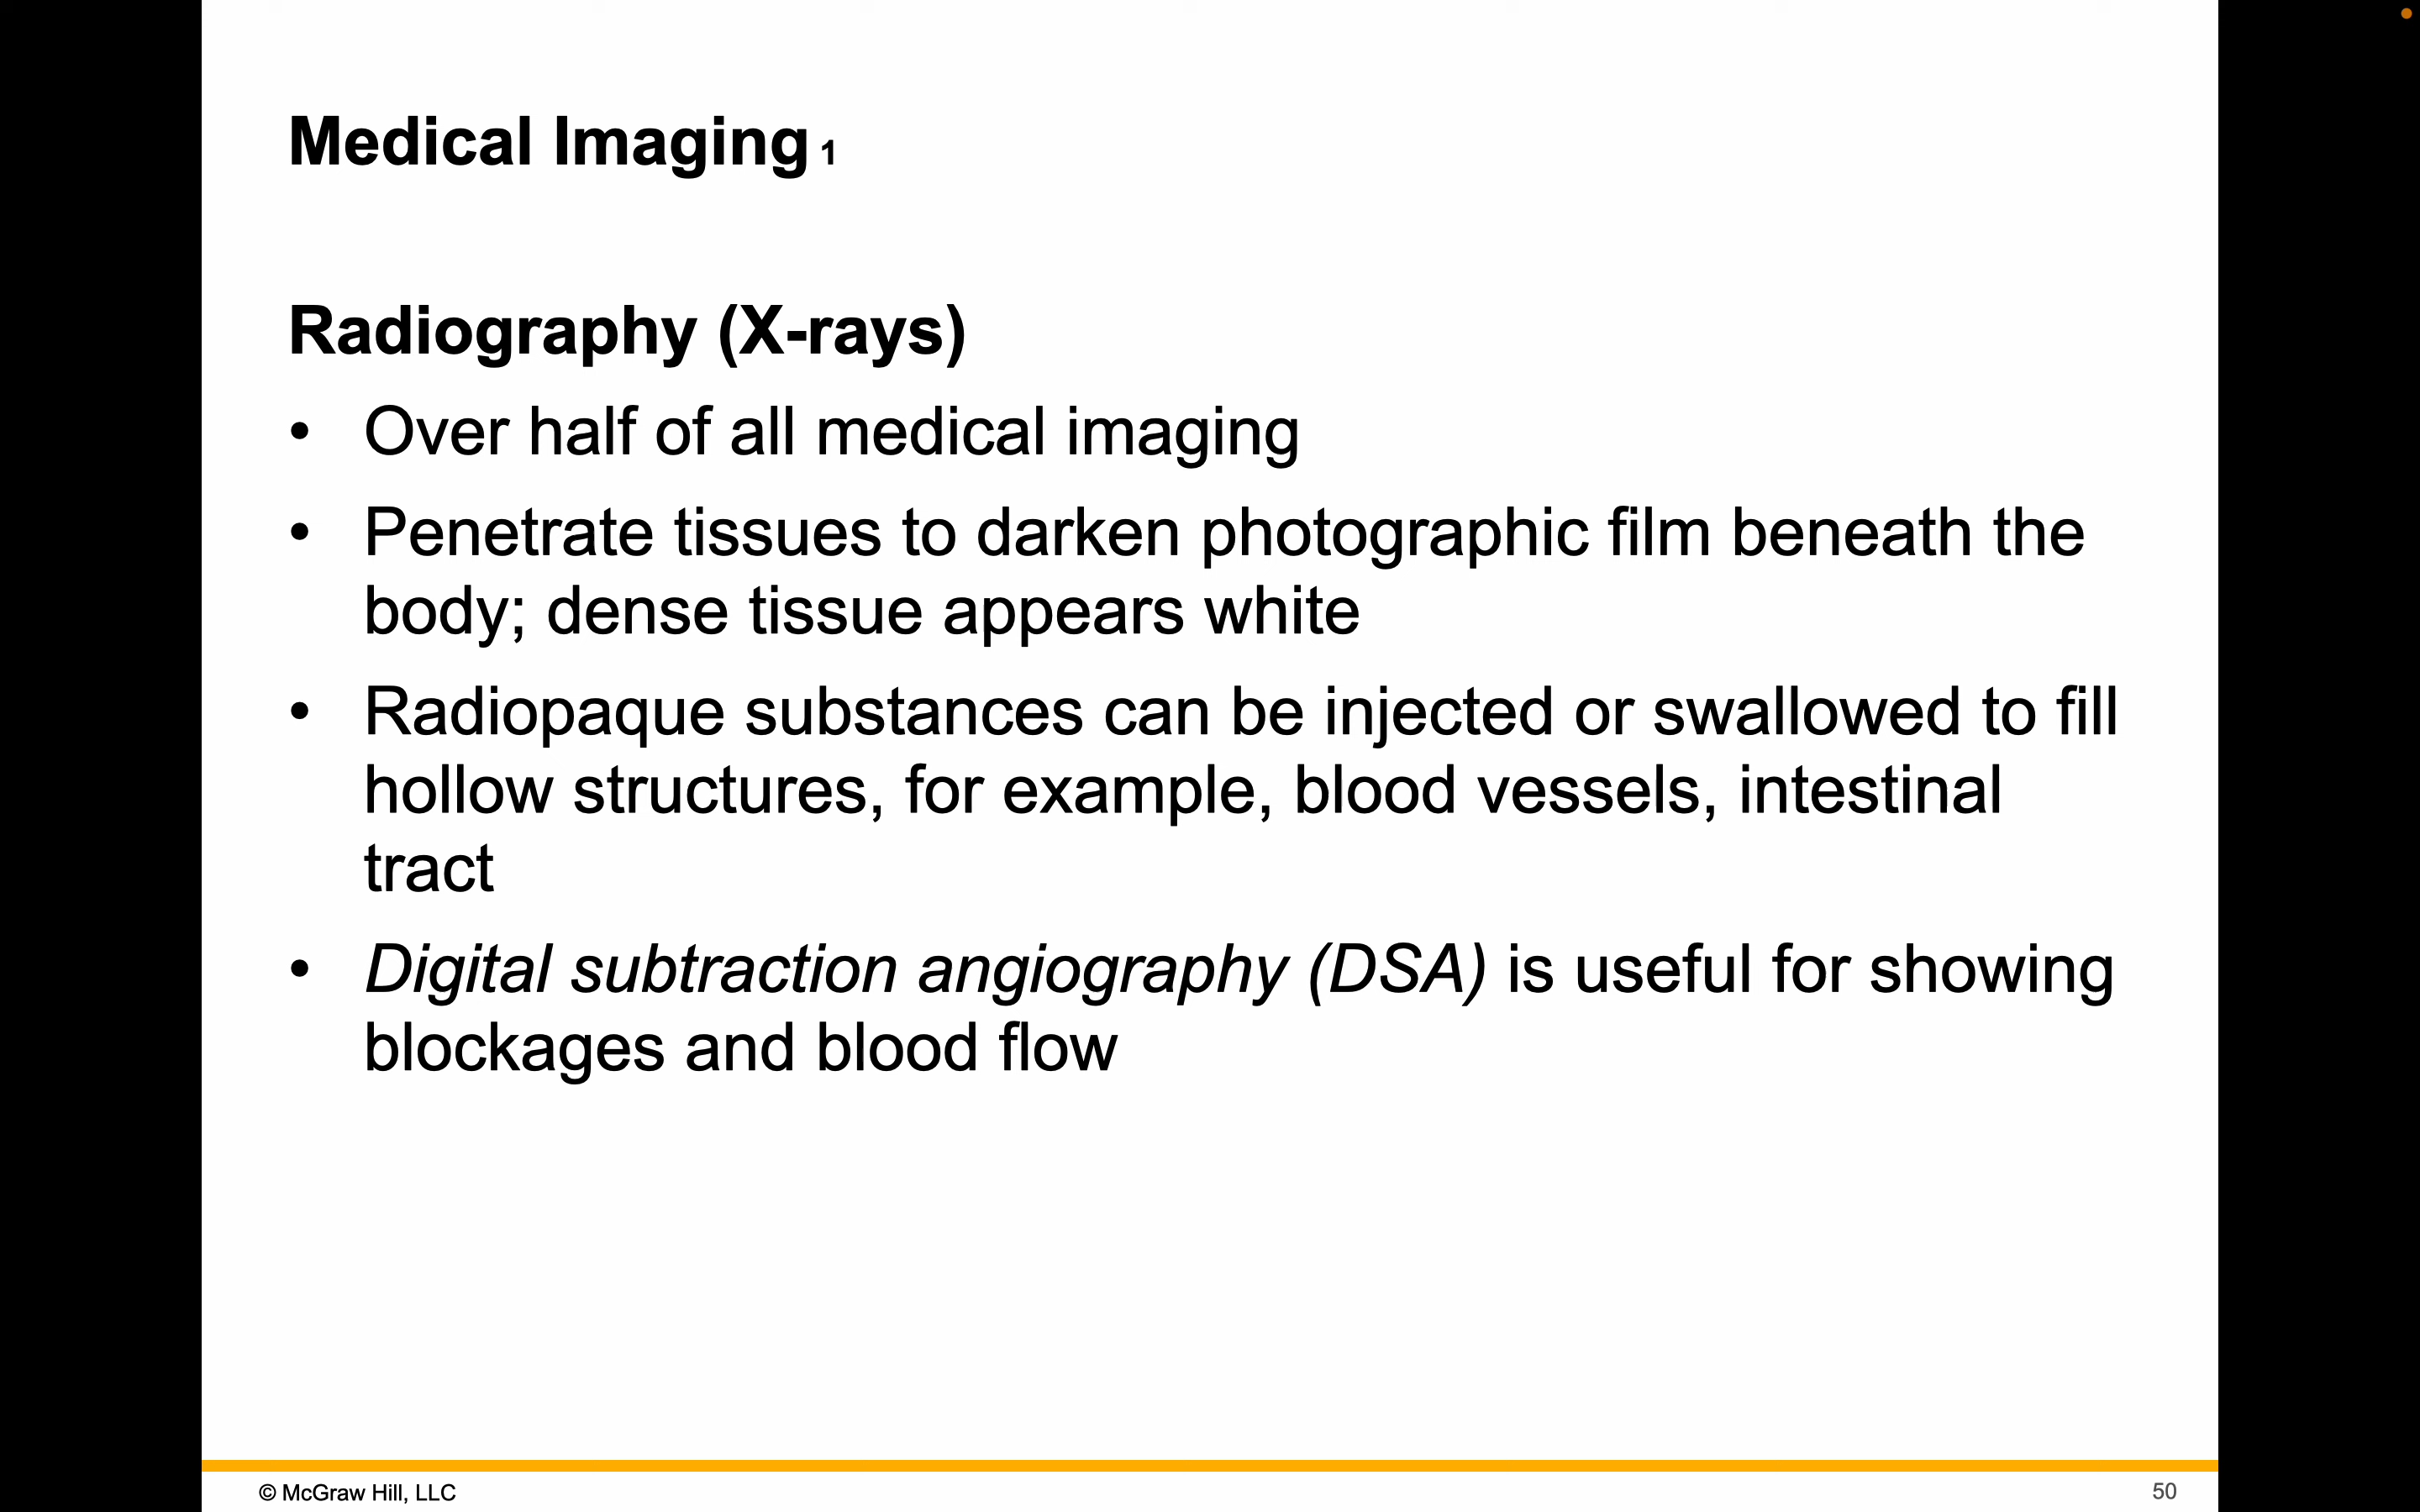 Medical Imaging 1
Radiography (X-rays)
• Over half of all medical imaging
• Penetrate tissues to darken photographic film beneath the
body; dense tissue appears white
• Radiopaque substances can be injected or swallowed to fill
hollow structures, for example, blood vessels, intestinal
tract
• Digital subtraction angiography (DSA) is useful for showing
blockages and blood flow
© McGraw Hill, LLC
50